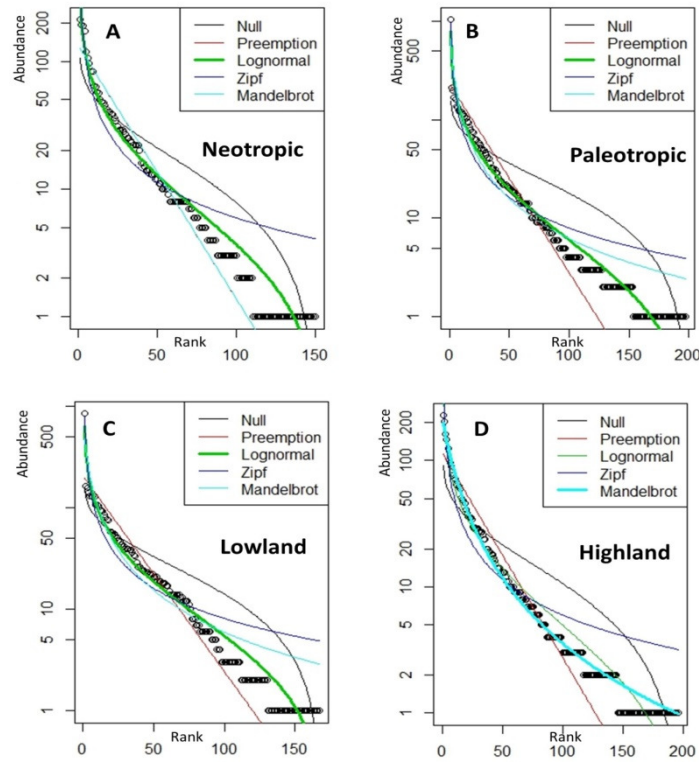 A
Abundance
200
100
50
20
10
5
2
1
Null
Preemption
Lognormal
Zipf
Mandelbrot
Neotropic
0
50
100
150
Rank
B
Abundance
500
50
10
5
1
Null
Preemption
Lognormal
Zipf
Mandelbrot
Paleotropic
0
50
100
150
200
Rank
C
Abundance
500
50
10
5
1
Null
Preemption
Lognormal
Zipf
Mandelbrot
Lowland
0
50
100
150
Rank
D
Abundance
200
100
50
20
10
5
2
1
Null
Preemption
Lognormal
Zipf
Mandelbrot
Highland
0
50
100
150
200
Rank